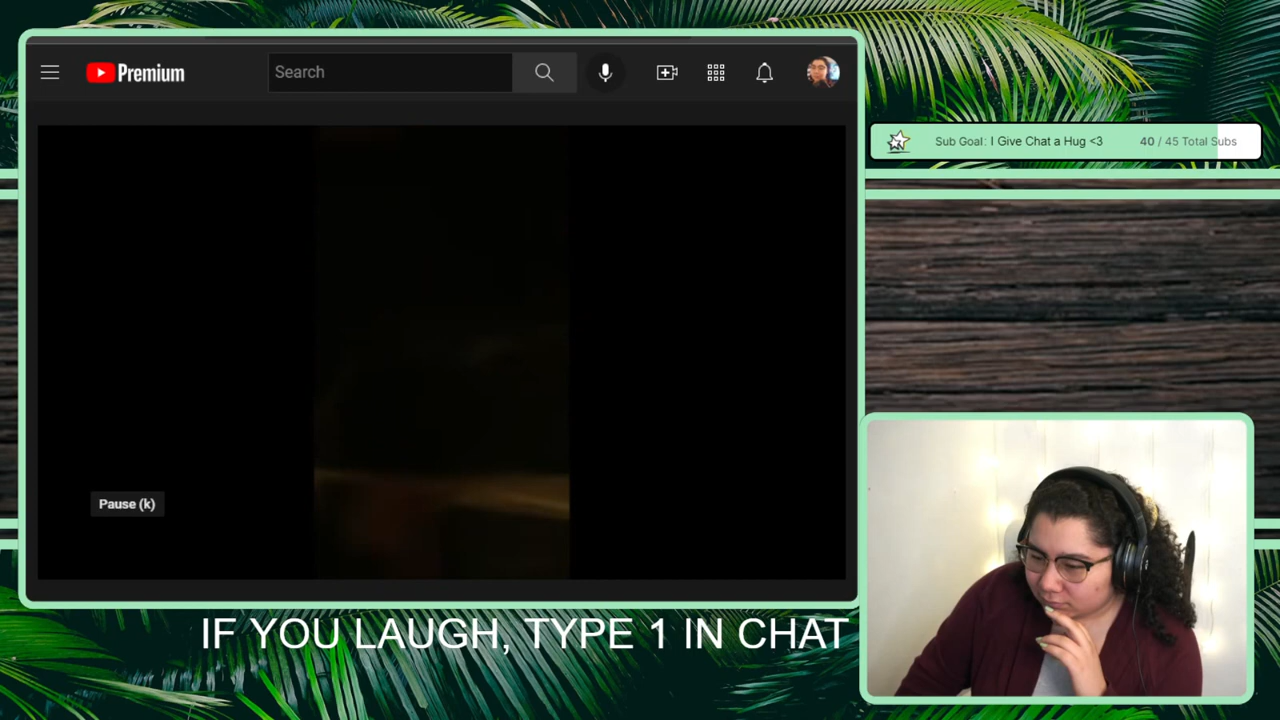 Premium
Search
Sub Goal: I Give Chat a Hug <3 40 / 45 Total Subs
Pause (k)
IF YOU LAUGH, TYPE 1 IN CHAT